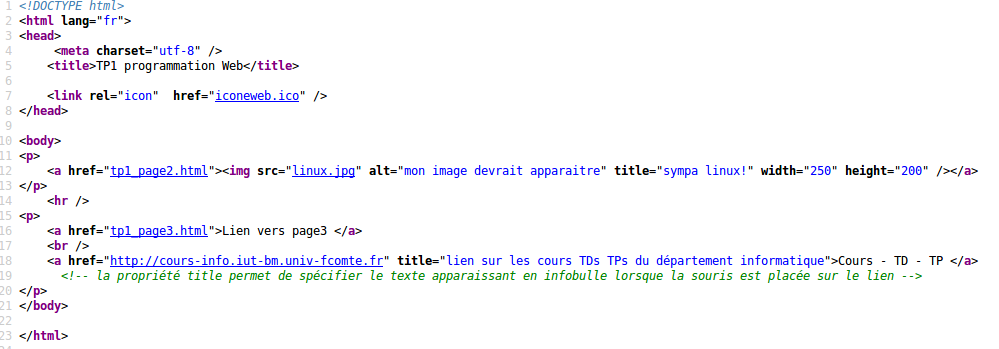 1 <!DOCTYPE html>
2 <html lang="fr">
3 <head>
4 <meta charset="utf-8" />
5 <title>TP1 programmation Web</title>
6
7 <link rel="icon"  href="iconeweb.ico" />
8 </head>
9
10 <body>
11 <p>
12 <a href="tp1_page2.html"><img src="linux.jpg" alt="mon image devrait apparaitre" title="sympa linux!" width="250" height="200" /></a>
13 </p>
14 <hr />
15 <p>
16 <a href="tp1_page3.html">Lien vers page3 </a>
17 <br />
18 <a href="http://cours-info.iut-bm.univ-fcomte.fr" title="lien sur les cours TDs TPs du département informatique">Cours - TD - TP </a>
19 <!-- la propriété title permet de spécifier le texte apparaissant en infobulle lorsque la souris est placée sur le lien -->
20 </p>
21 </body>
22
23 </html>